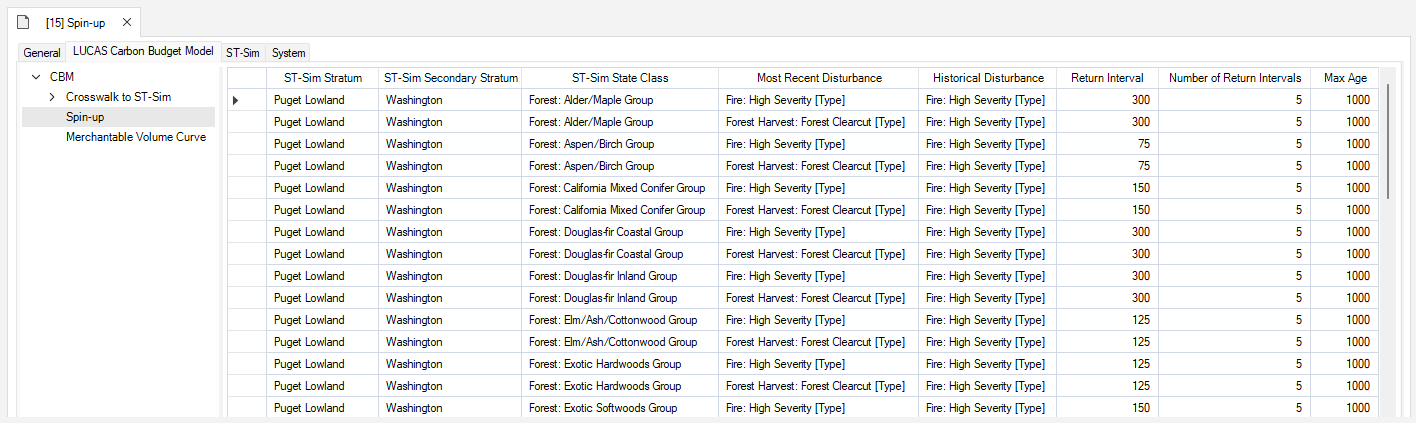 [15] Spin-up
General LUCAS Carbon Budget Model ST-Sim System
CBM
Crosswalk to ST-Sim
Spin-up
Merchantable Volume Curve
ST-Sim Stratum ST-Sim Secondary Stratum ST-Sim State Class Most Recent Disturbance Historical Disturbance Return Interval Number of Return Intervals Max Age
Puget Lowland Washington Forest: Alder/Maple Group Fire: High Severity [Type] Fire: High Severity [Type] 300 5 1000
Puget Lowland Washington Forest: Alder/Maple Group Forest Harvest: Forest Clearcut [Type] Fire: High Severity [Type] 300 5 1000
Puget Lowland Washington Forest: Aspen/Birch Group Fire: High Severity [Type] Fire: High Severity [Type] 75 5 1000
Puget Lowland Washington Forest: Aspen/Birch Group Forest Harvest: Forest Clearcut [Type] Fire: High Severity [Type] 75 5 1000
Puget Lowland Washington Forest: California Mixed Conifer Group Fire: High Severity [Type] Fire: High Severity [Type] 150 5 1000
Puget Lowland Washington Forest: California Mixed Conifer Group Forest Harvest: Forest Clearcut [Type] Fire: High Severity [Type] 150 5 1000
Puget Lowland Washington Forest: Douglas-fir Coastal Group Fire: High Severity [Type] Fire: High Severity [Type] 300 5 1000
Puget Lowland Washington Forest: Douglas-fir Coastal Group Forest Harvest: Forest Clearcut [Type] Fire: High Severity [Type] 300 5 1000
Puget Lowland Washington Forest: Douglas-fir Inland Group Fire: High Severity [Type] Fire: High Severity [Type] 300 5 1000
Puget Lowland Washington Forest: Douglas-fir Inland Group Forest Harvest: Forest Clearcut [Type] Fire: High Severity [Type] 300 5 1000
Puget Lowland Washington Forest: Elm/Ash/Cottonwood Group Fire: High Severity [Type] Fire: High Severity [Type] 125 5 1000
Puget Lowland Washington Forest: Elm/Ash/Cottonwood Group Forest Harvest: Forest Clearcut [Type] Fire: High Severity [Type] 125 5 1000
Puget Lowland Washington Forest: Exotic Hardwoods Group Fire: High Severity [Type] Fire: High Severity [Type] 125 5 1000
Puget Lowland Washington Forest: Exotic Hardwoods Group Forest Harvest: Forest Clearcut [Type] Fire: High Severity [Type] 125 5 1000
Puget Lowland Washington Forest: Exotic Softwoods Group Fire: High Severity [Type] Fire: High Severity [Type] 150 5 1000